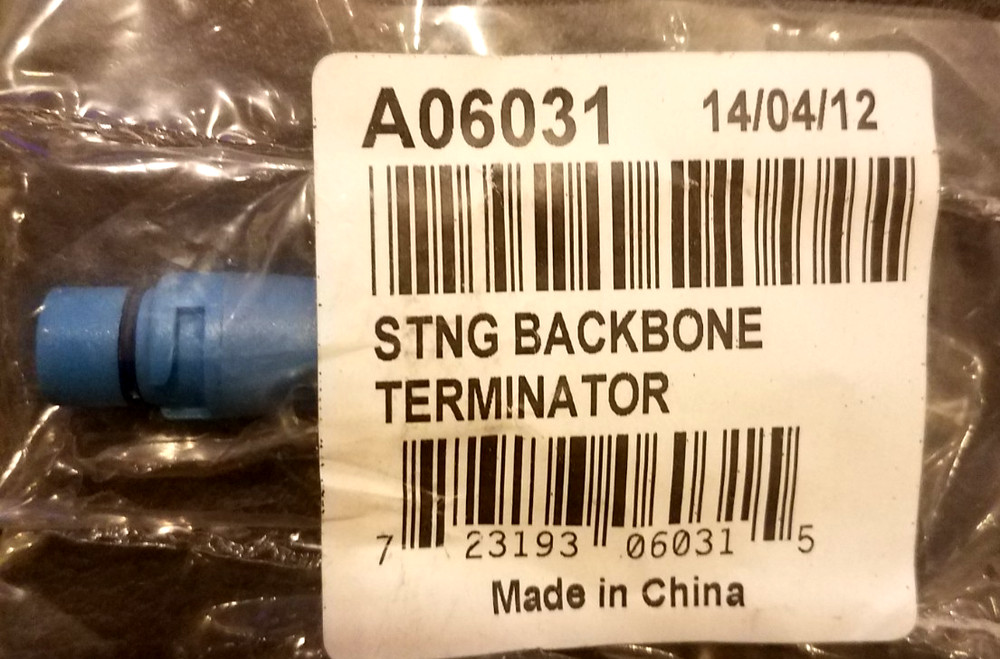 A06031 14/04/12
STNG BACKBONE
TERMINATOR
7 23193 06031 5
Made in China